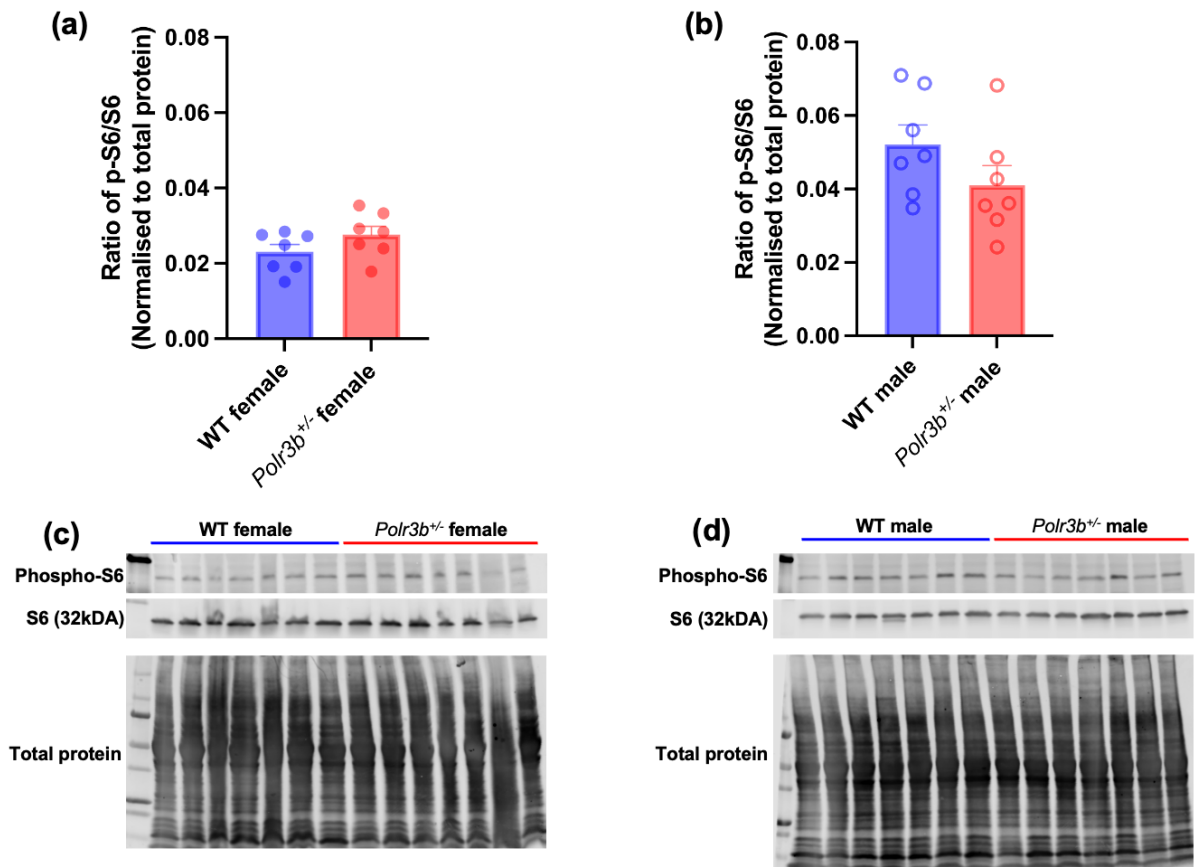 (a)
Ratio of p-S6/S6
(Normalised to total protein)
0.08
0.06
0.04
0.02
0.00
WT female
Polr3b+/- female
(b)
Ratio of p-S6/S6
(Normalised to total protein)
0.08
0.06
0.04
0.02
0.00
WT male
Polr3b+/- male
(c)
WT female
Polr3b+/- female
Phospho-S6
S6 (32kDA)
Total protein
(d)
WT male
Polr3b+/- male
Phospho-S6
S6 (32kDA)
Total protein